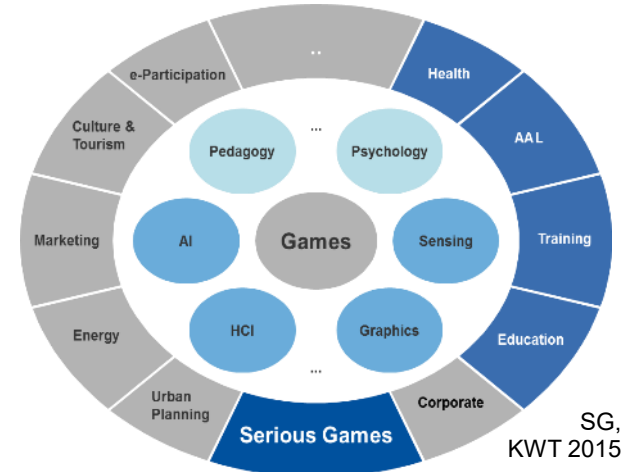 ..
e-Participation
Health
Culture &
Tourism
AAL
Pedagogy
...
Psychology
Marketing
AI
Games
Sensing
Training
Energy
HCI
Graphics
Education
...
Urban
Planning
Serious Games
Corporate
SG,
KWT 2015